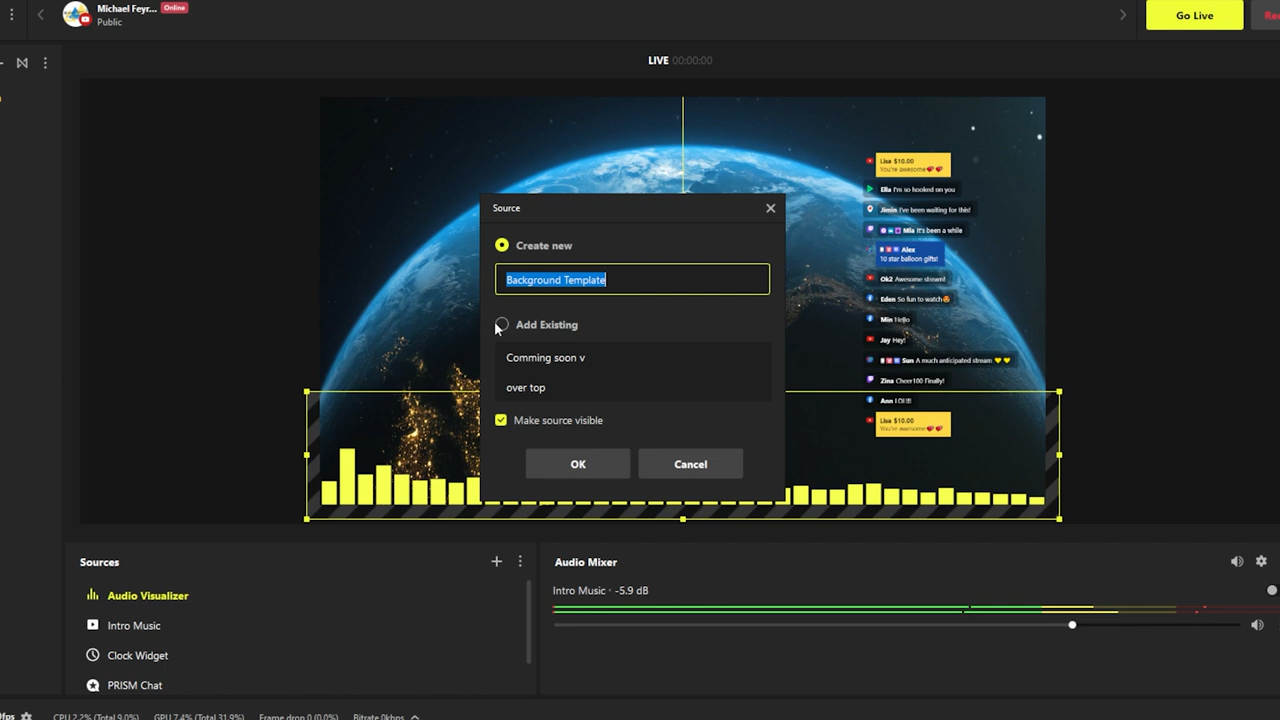 Michael Feyr...
Online
Public
Go Live
LIVE 00:00:00
Source
Create new
Background Template
Add Existing
Comming soon v
over top
Make source visible
OK
Cancel
Lisa $10.00
You're awesome
Ella I'm so hooked on you
Jimin I've been waiting for this!
Mia It's been a while
Alex
10 star balloon gifts!
Ok2 Awesome stream!
Eden So fun to watch
Min Hello
Jay Hey!
Sun A much anticipated stream
Zina Cheer100 Finally!
Ann LOL!!!
Lisa $10.00
You're awesome
Sources
Audio Visualizer
Intro Music
Clock Widget
PRISM Chat
Audio Mixer
Intro Music · -5.9 dB
CPU 2.2% (Total 9.0%)
GPU 7.4% (Total 31.9%)
Frame drop 0 (0.0%)
Bitrate 0kbps